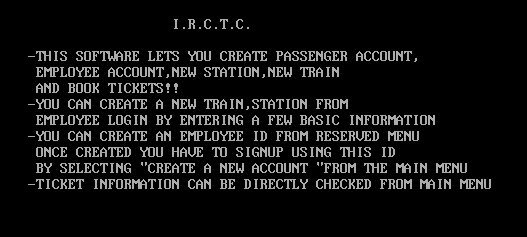 I.R.C.T.C.
-THIS SOFTWARE LETS YOU CREATE PASSENGER ACCOUNT,
EMPLOYEE ACCOUNT,NEW STATION,NEW TRAIN
AND BOOK TICKETS!!
-YOU CAN CREATE A NEW TRAIN,STATION FROM
EMPLOYEE LOGIN BY ENTERING A FEW BASIC INFORMATION
-YOU CAN CREATE AN EMPLOYEE ID FROM RESERVED MENU
ONCE CREATED YOU HAVE TO SIGNUP USING THIS ID
BY SELECTING "CREATE A NEW ACCOUNT "FROM THE MAIN MENU
-TICKET INFORMATION CAN BE DIRECTLY CHECKED FROM MAIN MENU